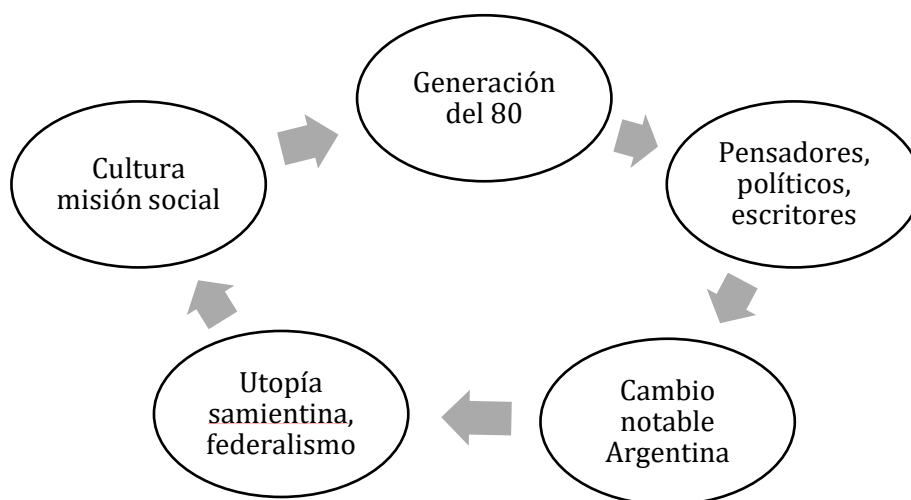 Generación
del 80
Pensadores,
políticos,
escritores
Cambio
notable
Argentina
Utopía
samientina,
federalismo
Cultura
misión social